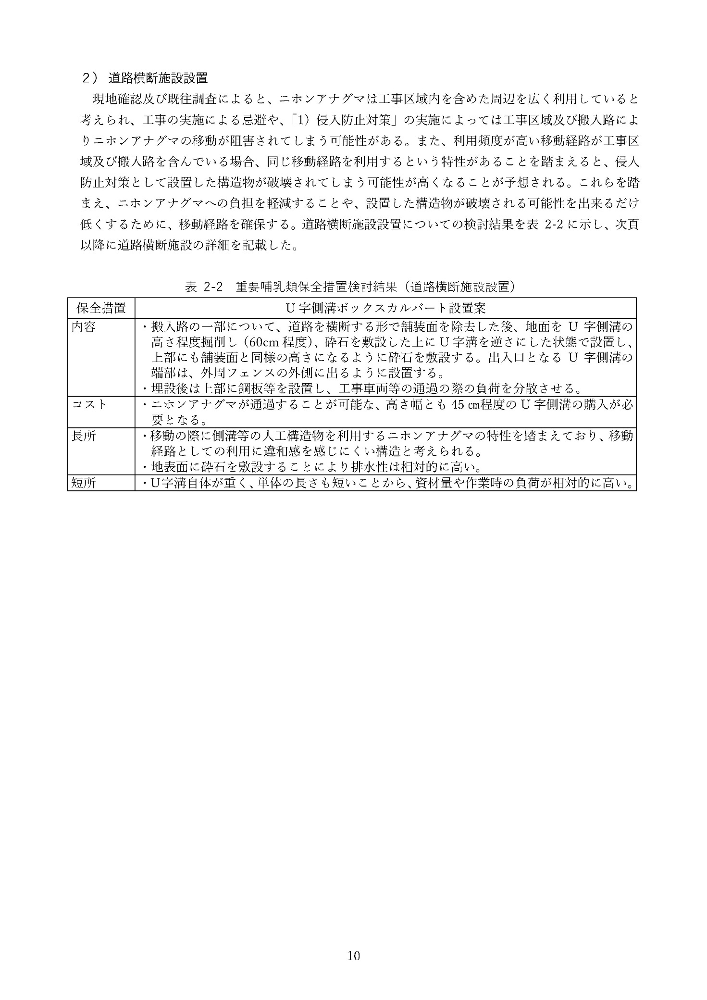 2） 道路横断施設設置
現地確認及び既往調査によると、ニホンアナグマは工事区域内を含めた周辺を広く利用していると
考えられ、工事の実施による忌避や、「1）侵入防止対策」の実施によっては工事区域及び搬入路によ
りニホンアナグマの移動が阻害されてしまう可能性がある。また、利用頻度が高い移動経路が工事区
域及び搬入路を含んでいる場合、同じ移動経路を利用するという特性があることを踏まえると、侵入
防止対策として設置した構造物が破壊されてしまう可能性が高くなることが予想される。これらを踏
まえ、ニホンアナグマへの負担を軽減することや、設置した構造物が破壊される可能性を出来るだけ
低くするために、移動経路を確保する。道路横断施設設置についての検討結果を表 2-2 に示し、次頁
以降に道路横断施設の詳細を記載した。
表 2-2　重要哺乳類保全措置検討結果（道路横断施設設置）
保全措置 U 字側溝ボックスカルバート設置案
内容 ・搬入路の一部について、道路を横断する形で舗装面を除去した後、地面を U 字側溝の
高さ程度掘削し（60cm 程度）、砕石を敷設した上に U 字溝を逆さにした状態で設置し、
上部にも舗装面と同様の高さになるように砕石を敷設する。出入口となる U 字側溝の
端部は、外周フェンスの外側に出るように設置する。
・埋設後は上部に鋼板等を設置し、工事車両等の通過の際の負荷を分散させる。
コスト ・ニホンアナグマが通過することが可能な、高さ幅とも 45 ㎝程度の U 字側溝の購入が必
要となる。
長所 ・移動の際に側溝等の人工構造物を利用するニホンアナグマの特性を踏まえており、移動
経路としての利用に違和感を感じにくい構造と考えられる。
・地表面に砕石を敷設することにより排水性は相対的に高い。
短所 ・U字溝自体が重く、単体の長さも短いことから、資材量や作業時の負荷が相対的に高い。
10